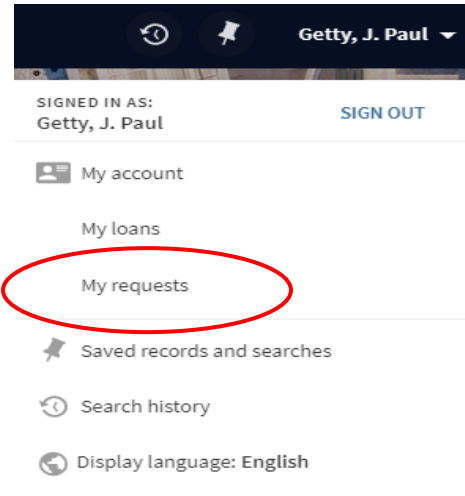 Getty, J. Paul
SIGNED IN AS:
Getty, J. Paul
SIGN OUT
My account
My loans
My requests
Saved records and searches
Search history
Display language: English